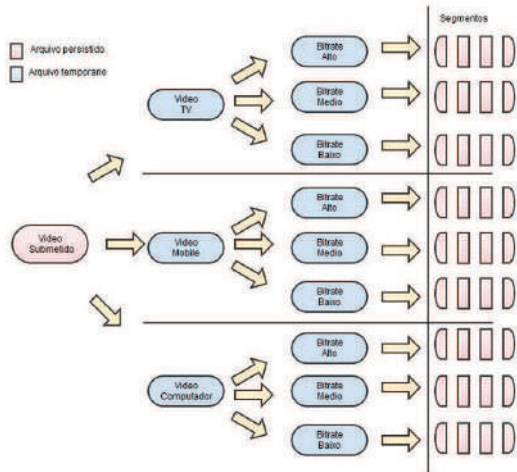 Segmentos
Arquivo persistido
Arquivo temporario
Bitrate
Alto
Video
TV
Bitrate
Medio
Bitrate
Baixo
Bitrate
Alto
Video
Submetido
Video
Mobile
Bitrate
Medio
Bitrate
Baixo
Bitrate
Alto
Video
Computador
Bitrate
Medio
Bitrate
Baixo